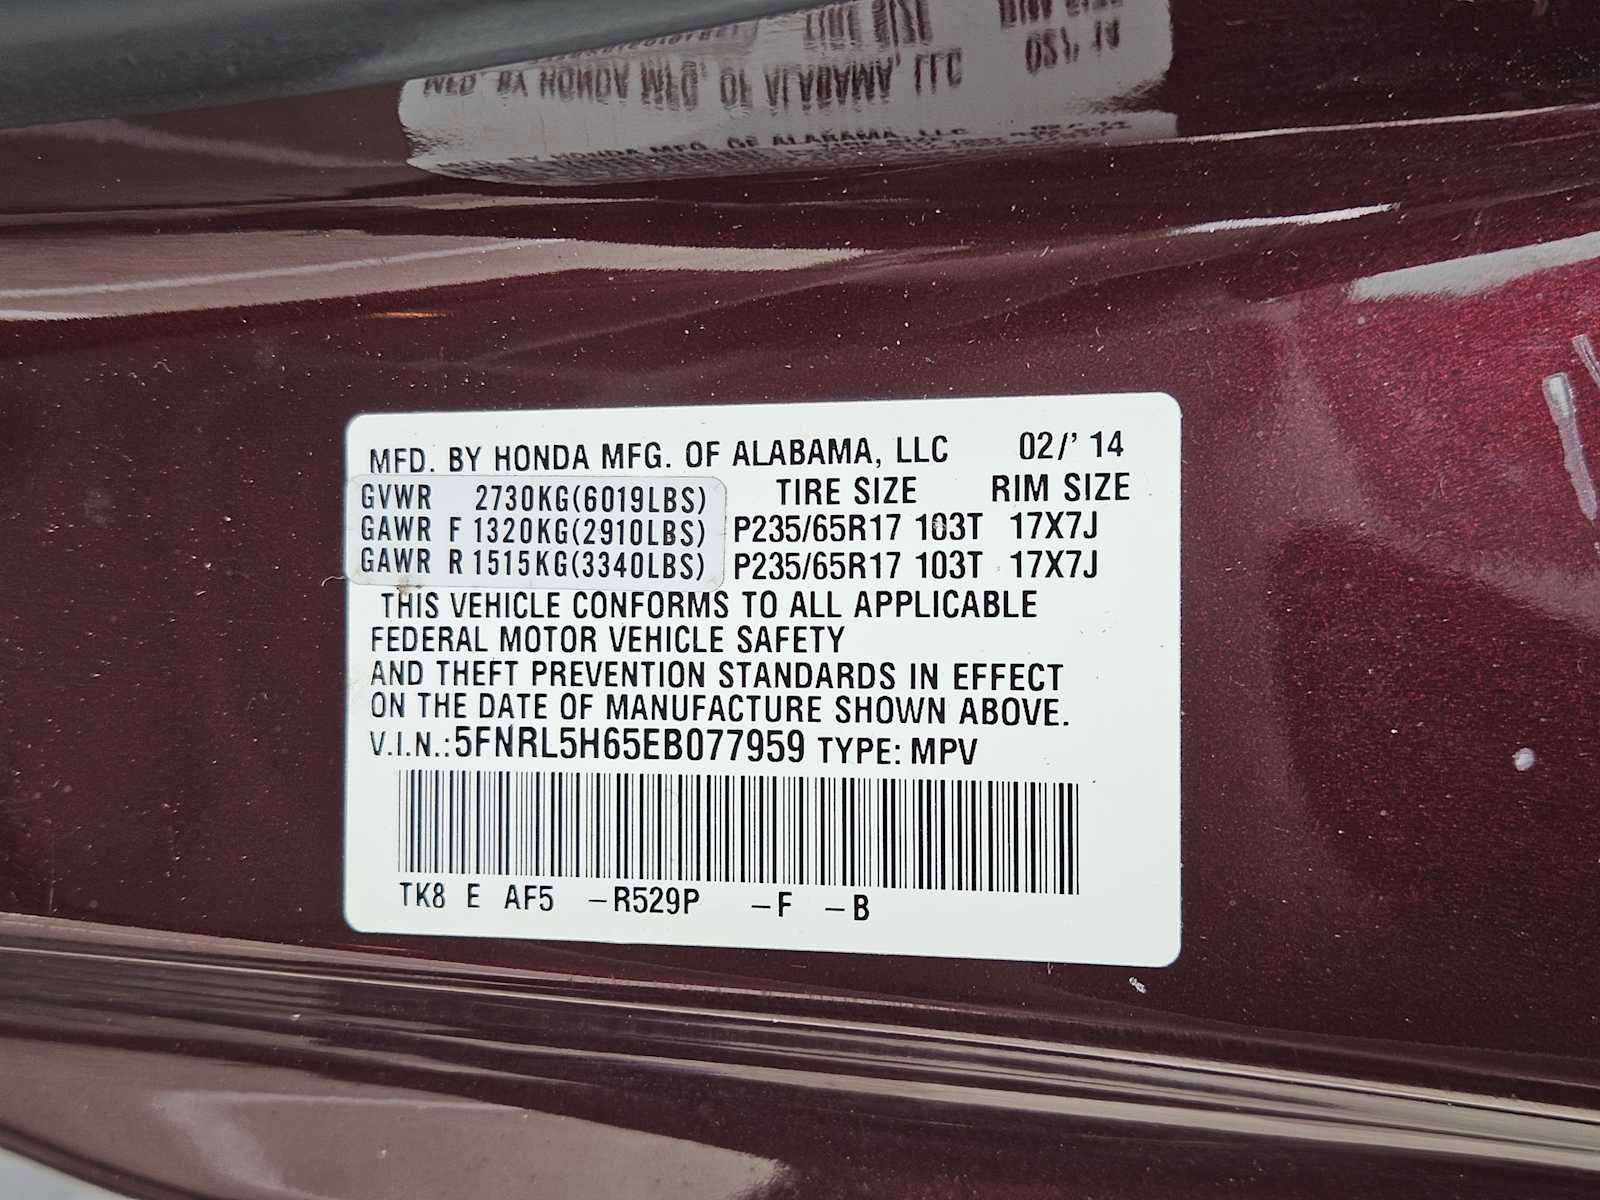 MFD. BY HONDA MFG. OF ALABAMA, LLC 02/' 14
GVWR 2730KG(6019LBS) TIRE SIZE RIM SIZE
GAWR F 1320KG(2910LBS) P235/65R17 103T 17X7J
GAWR R 1515KG(3340LBS) P235/65R17 103T 17X7J
THIS VEHICLE CONFORMS TO ALL APPLICABLE
FEDERAL MOTOR VEHICLE SAFETY
AND THEFT PREVENTION STANDARDS IN EFFECT
ON THE DATE OF MANUFACTURE SHOWN ABOVE.
V.I.N.: 5FNRL5H65EB077959 TYPE: MPV
TK8 E AF5 –R529P –F –B